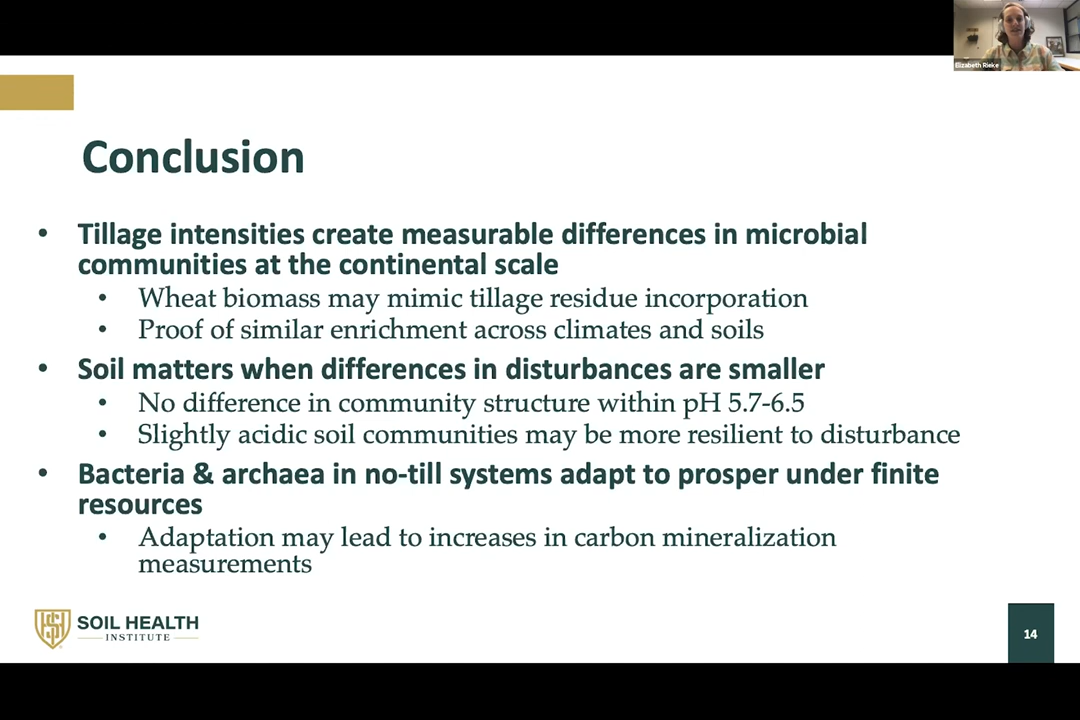 Elizabeth Rieke
Conclusion
• Tillage intensities create measurable differences in microbial
communities at the continental scale
• Wheat biomass may mimic tillage residue incorporation
• Proof of similar enrichment across climates and soils
• Soil matters when differences in disturbances are smaller
• No difference in community structure within pH 5.7-6.5
• Slightly acidic soil communities may be more resilient to disturbance
• Bacteria & archaea in no-till systems adapt to prosper under finite
resources
• Adaptation may lead to increases in carbon mineralization
measurements
SOIL HEALTH
INSTITUTE
14